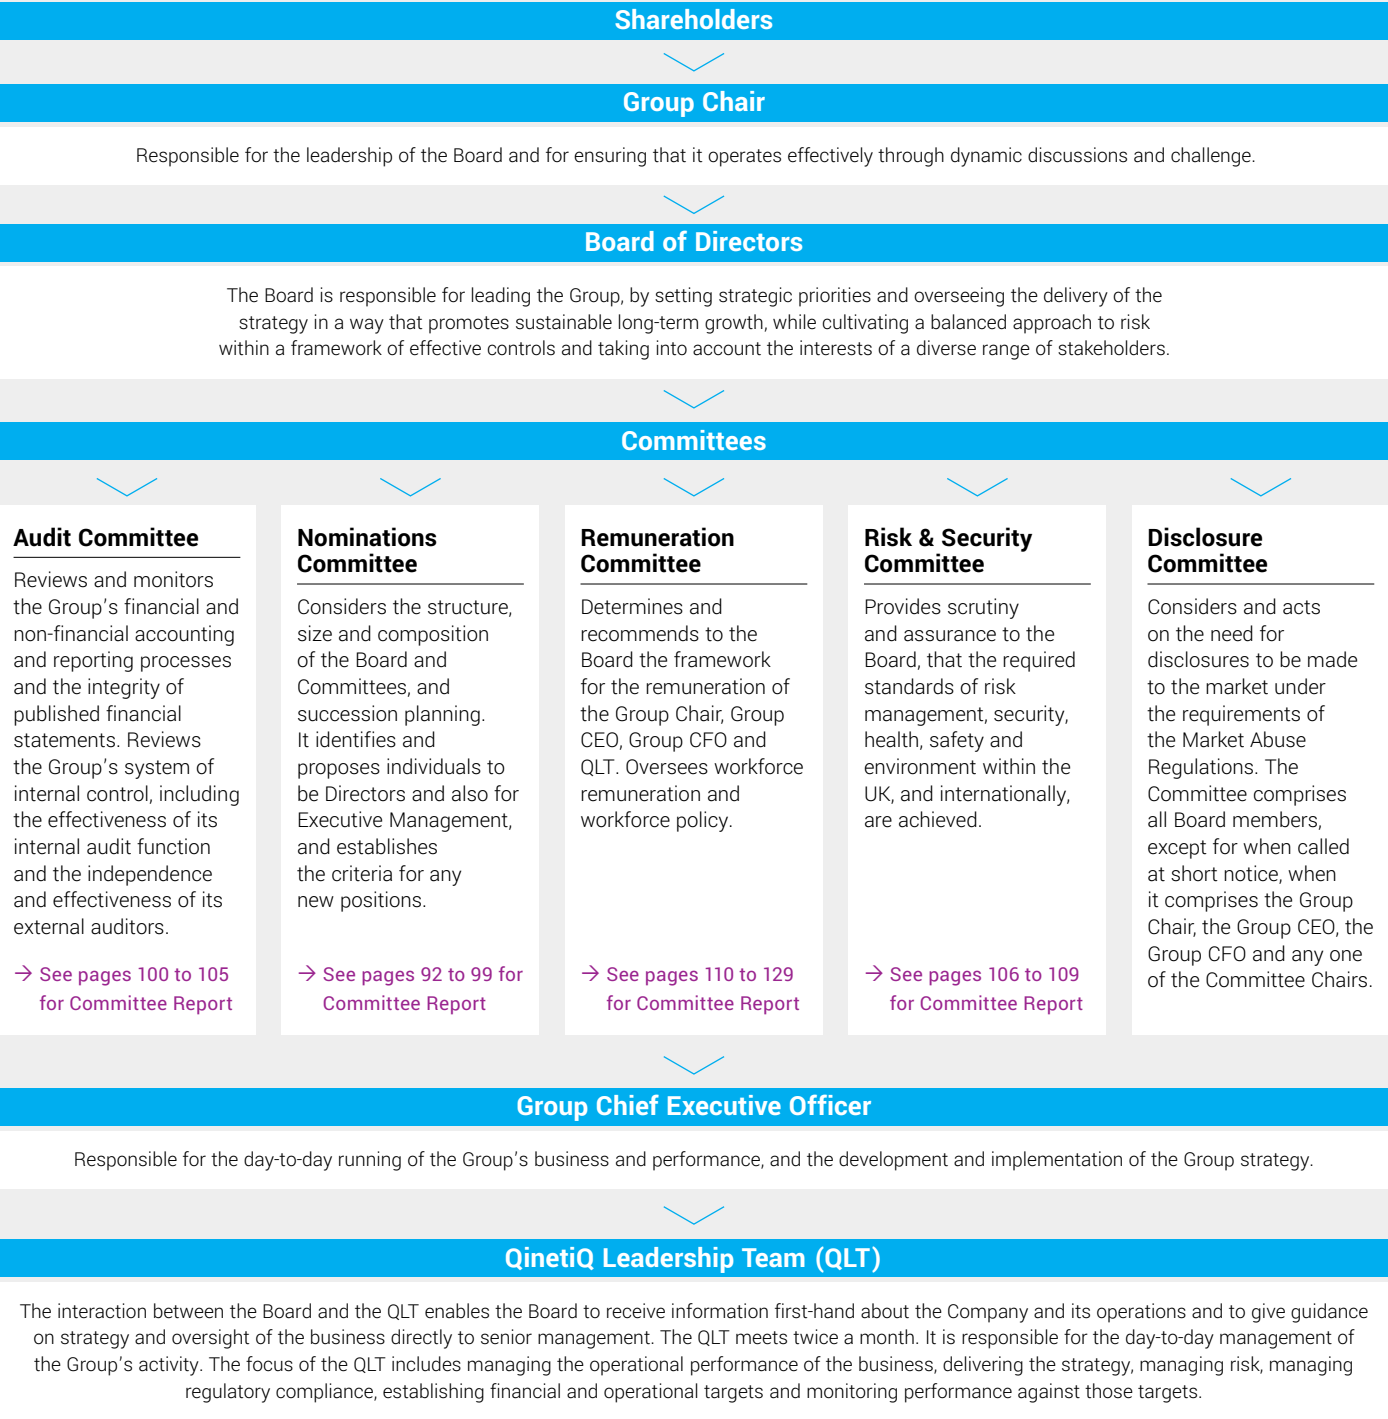 Shareholders
Group Chair
Responsible for the leadership of the Board and for ensuring that it operates effectively through dynamic discussions and challenge.
Board of Directors
The Board is responsible for leading the Group, by setting strategic priorities and overseeing the delivery of the
strategy in a way that promotes sustainable long-term growth, while cultivating a balanced approach to risk
within a framework of effective controls and taking into account the interests of a diverse range of stakeholders.
Committees
Audit Committee
Reviews and monitors
the Group's financial and
non-financial accounting
and reporting processes
and the integrity of
published financial
statements. Reviews
the Group's system of
internal control, including
the effectiveness of its
internal audit function
and the independence
and effectiveness of its
external auditors.
→ See pages 100 to 105
for Committee Report
Nominations
Committee
Considers the structure,
size and composition
of the Board and
Committees, and
succession planning.
It identifies and
proposes individuals to
be Directors and also for
Executive Management,
and establishes
the criteria for any
new positions.
→ See pages 92 to 99 for
Committee Report
Remuneration
Committee
Determines and
recommends to the
Board the framework
for the remuneration of
the Group Chair, Group
CEO, Group CFO and
QLT. Oversees workforce
remuneration and
workforce policy.
→ See pages 110 to 129
for Committee Report
Risk & Security
Committee
Provides scrutiny
and assurance to the
Board, that the required
standards of risk
management, security,
health, safety and
environment within the
UK, and internationally,
are achieved.
→ See pages 106 to 109
for Committee Report
Disclosure
Committee
Considers and acts
on the need for
disclosures to be made
to the market under
the requirements of
the Market Abuse
Regulations. The
Committee comprises
all Board members,
except for when called
at short notice, when
it comprises the Group
Chair, the Group CEO, the
Group CFO and any one
of the Committee Chairs.
Group Chief Executive Officer
Responsible for the day-to-day running of the Group's business and performance, and the development and implementation of the Group strategy.
QinetiQ Leadership Team (QLT)
The interaction between the Board and the QLT enables the Board to receive information first-hand about the Company and its operations and to give guidance
on strategy and oversight of the business directly to senior management. The QLT meets twice a month. It is responsible for the day-to-day management of
the Group's activity. The focus of the QLT includes managing the operational performance of the business, delivering the strategy, managing risk, managing
regulatory compliance, establishing financial and operational targets and monitoring performance against those targets.